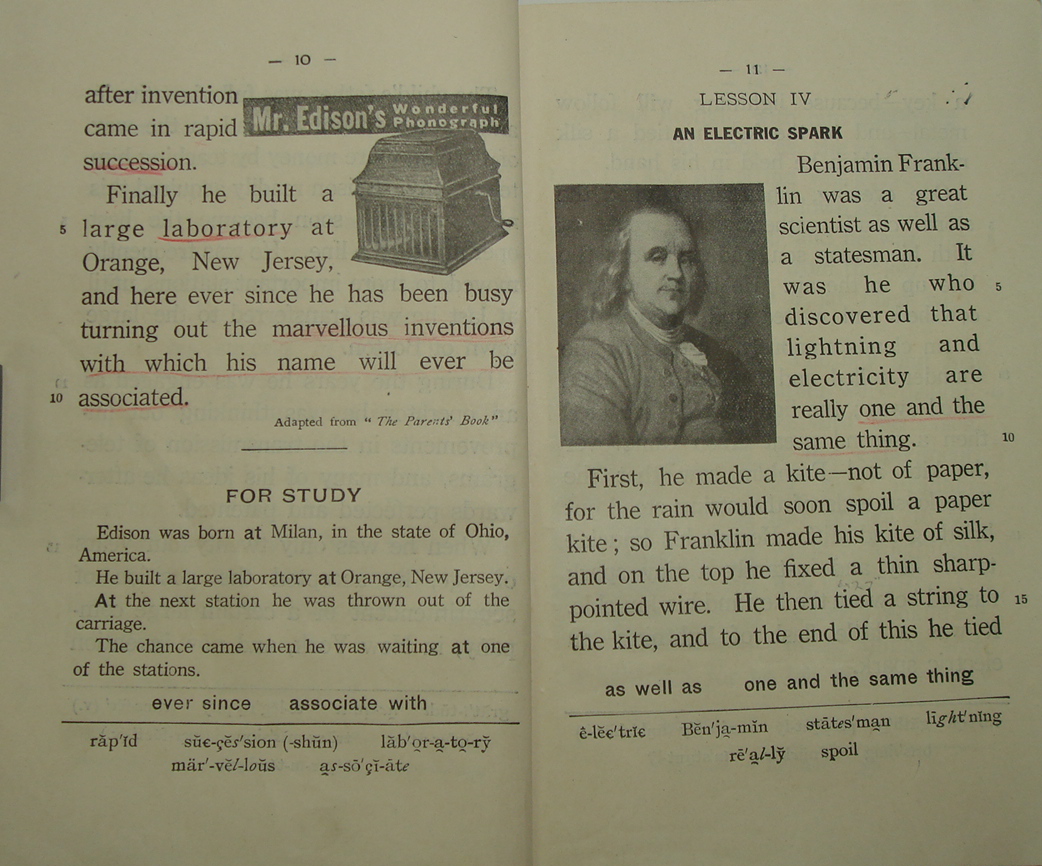 — 10 —
after invention
came in rapid
succession.
Mr. Edison's Wonderful
Phonograph
Finally he built a
5 large laboratory at
Orange, New Jersey,
and here ever since he has been busy
turning out the marvellous inventions
with which his name will ever be
10 associated.
Adapted from “ The Parents' Book”
FOR STUDY
Edison was born at Milan, in the state of Ohio,
America.
He built a large laboratory at Orange, New Jersey.
At the next station he was thrown out of the
carriage.
The chance came when he was waiting at one
of the stations.
ever since associate with
răp′ĭd sŭc-çĕs′sion (-shŭn) lăb′o̤r-a̤-to̤-ry̆
mär′-vĕl-loŭs a̤s-sō′çĭ-āte
— 11 —
LESSON IV
AN ELECTRIC SPARK
Benjamin Frank-
lin was a great
scientist as well as
a statesman. It
was he who 5
discovered that
lightning and
electricity are
really one and the
same thing. 10
First, he made a kite—not of paper,
for the rain would soon spoil a paper
kite ; so Franklin made his kite of silk,
and on the top he fixed a thin sharp-
pointed wire. He then tied a string to 15
the kite, and to the end of this he tied
as well as one and the same thing
ê-lĕc′trĭc Bĕn′ja̤-mĭn stātes′ma̤n līght′nĭng
rē′a̤l-ly̆ spoil